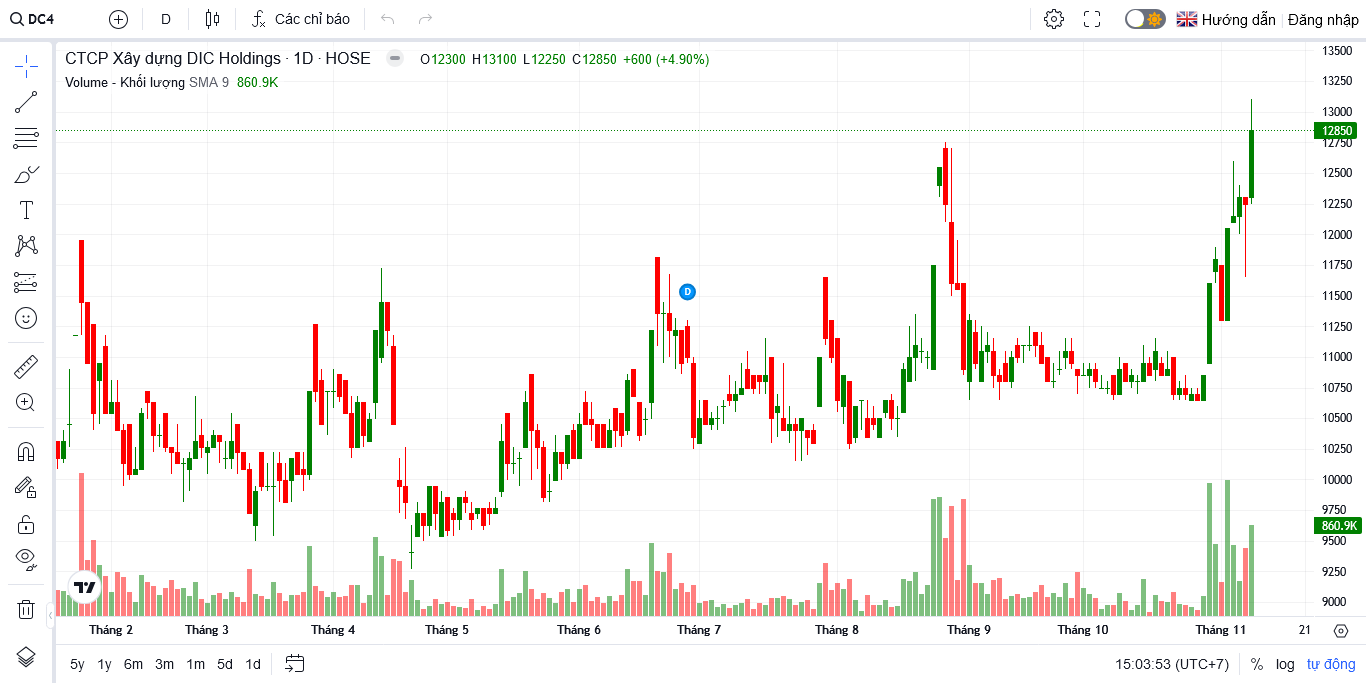 DC4 D Các chỉ báo Hướng dẫn Đăng nhập
CTCP Xây dựng DIC Holdings · 1D · HOSE O12300 H13100 L12250 C12850 +600 (+4.90%)
Volume - Khối lượng SMA 9 860.9K
T
D
13500
13250
13000
12850
12750
12500
12250
12000
11750
11500
11250
11000
10750
10500
10250
10000
9750
860.9K
9500
9250
9000
Tháng 2 Tháng 3 Tháng 4 Tháng 5 Tháng 6 Tháng 7 Tháng 8 Tháng 9 Tháng 10 Tháng 11 21
5y 1y 6m 3m 1m 5d 1d 15:03:53 (UTC+7) % log tự động